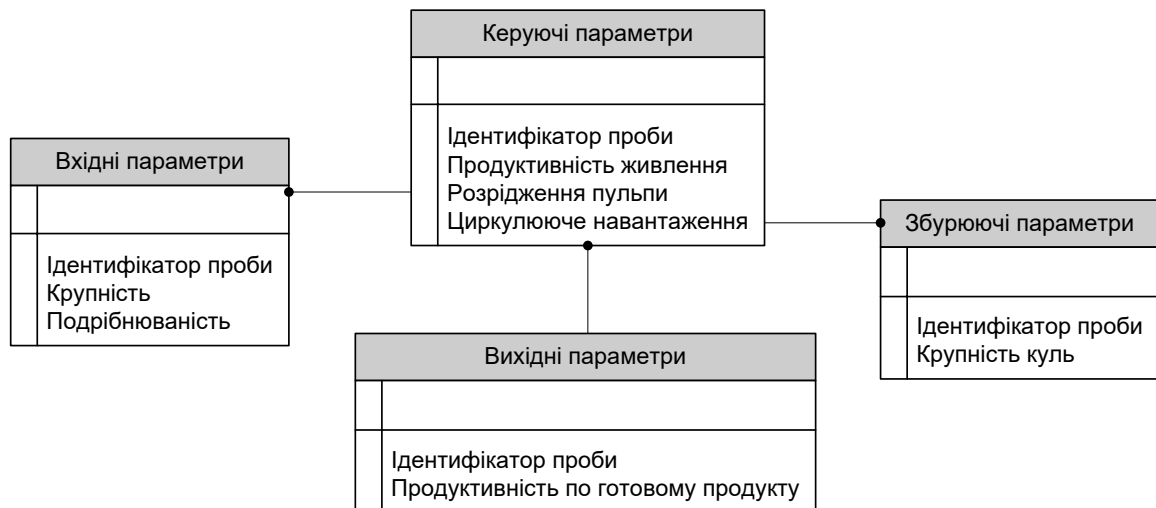 Керуючі параметри
Ідентифікатор проби
Продуктивність живлення
Розрідження пульпи
Циркулююче навантаження
Вхідні параметри
Ідентифікатор проби
Крупність
Подрібнюваність
Збурюючі параметри
Ідентифікатор проби
Крупність куль
Вихідні параметри
Ідентифікатор проби
Продуктивність по готовому продукту